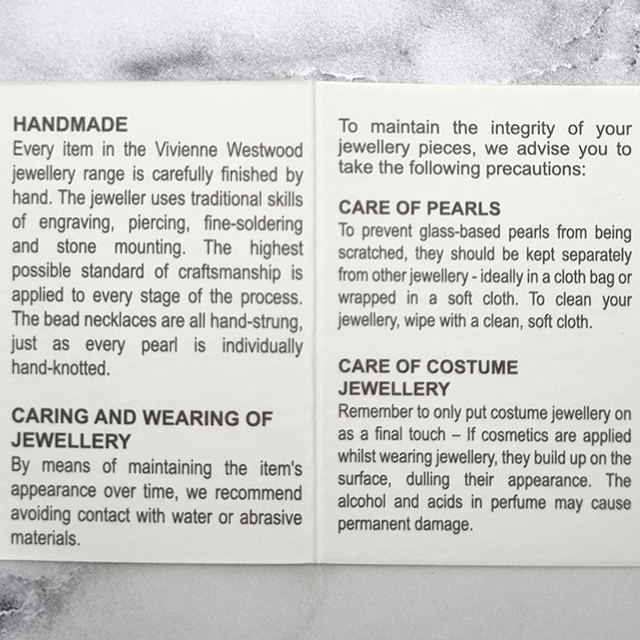 HANDMADE
Every item in the Vivienne Westwood
jewellery range is carefully finished by
hand. The jeweller uses traditional skills
of engraving, piercing, fine-soldering
and stone mounting. The highest
possible standard of craftsmanship is
applied to every stage of the process.
The bead necklaces are all hand-strung,
just as every pearl is individually
hand-knotted.
CARING AND WEARING OF
JEWELLERY
By means of maintaining the item's
appearance over time, we recommend
avoiding contact with water or abrasive
materials.
To maintain the integrity of your
jewellery pieces, we advise you to
take the following precautions:
CARE OF PEARLS
To prevent glass-based pearls from being
scratched, they should be kept separately
from other jewellery - ideally in a cloth bag or
wrapped in a soft cloth. To clean your
jewellery, wipe with a clean, soft cloth.
CARE OF COSTUME
JEWELLERY
Remember to only put costume jewellery on
as a final touch – If cosmetics are applied
whilst wearing jewellery, they build up on the
surface, dulling their appearance. The
alcohol and acids in perfume may cause
permanent damage.